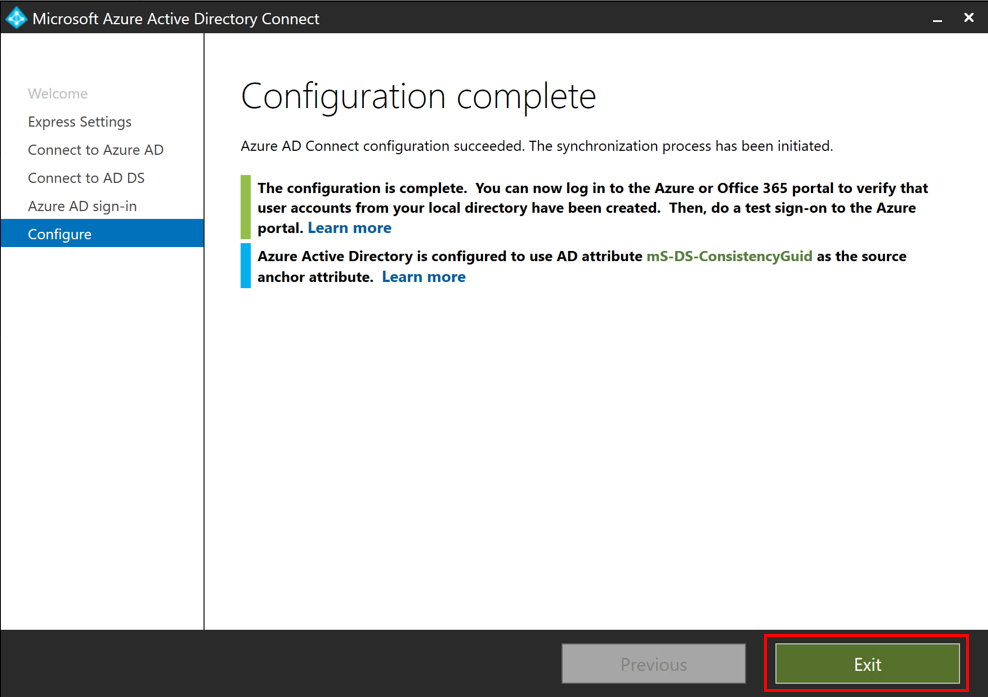 Microsoft Azure Active Directory Connect
Welcome
Express Settings
Connect to Azure AD
Connect to AD DS
Azure AD sign-in
Configure
Configuration complete
Azure AD Connect configuration succeeded. The synchronization process has been initiated.
The configuration is complete. You can now log in to the Azure or Office 365 portal to verify that
user accounts from your local directory have been created. Then, do a test sign-on to the Azure
portal. Learn more
Azure Active Directory is configured to use AD attribute mS-DS-ConsistencyGuid as the source
anchor attribute. Learn more
Previous
Exit